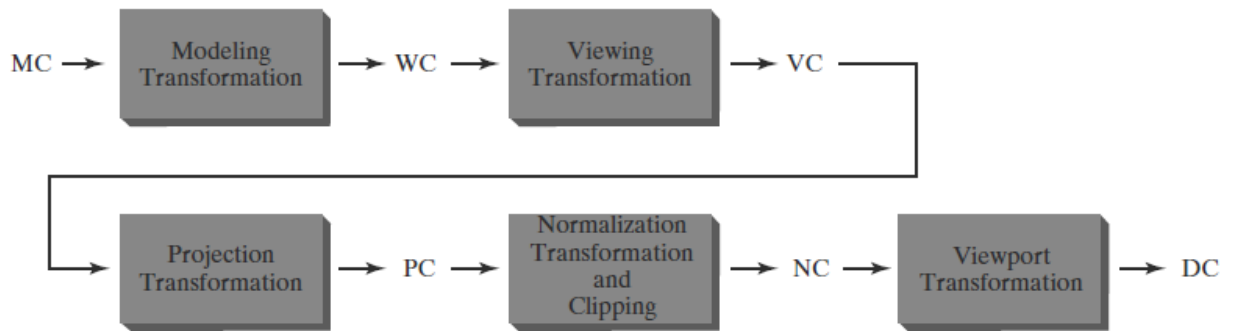 MC
Modeling
Transformation
WC
Viewing
Transformation
VC
Projection
Transformation
PC
Normalization
Transformation
and
Clipping
NC
Viewport
Transformation
DC